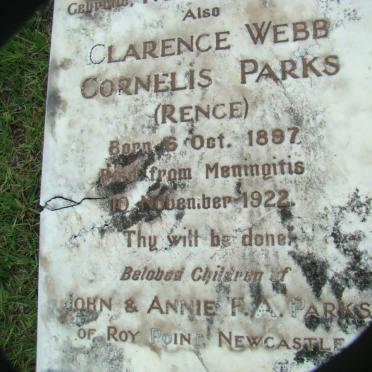 Also
Clarence Webb
Cornelis Parks
(Rence)
Born 6 Oct. 1897
Died from Meningitis
10 November 1922.
Thy will be done.
Beloved Children of
John & Annie F. A. Parks
of Roy Point Newcastle